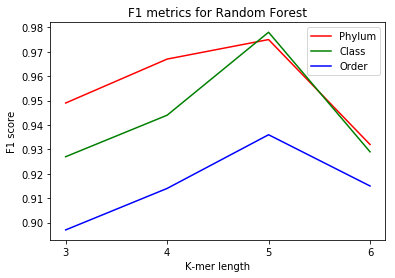 F1 metrics for Random Forest
Phylum
Class
Order
0.98
0.97
0.96
0.95
0.94
0.93
0.92
0.91
0.90
F1 score
3
4
5
6
K-mer length